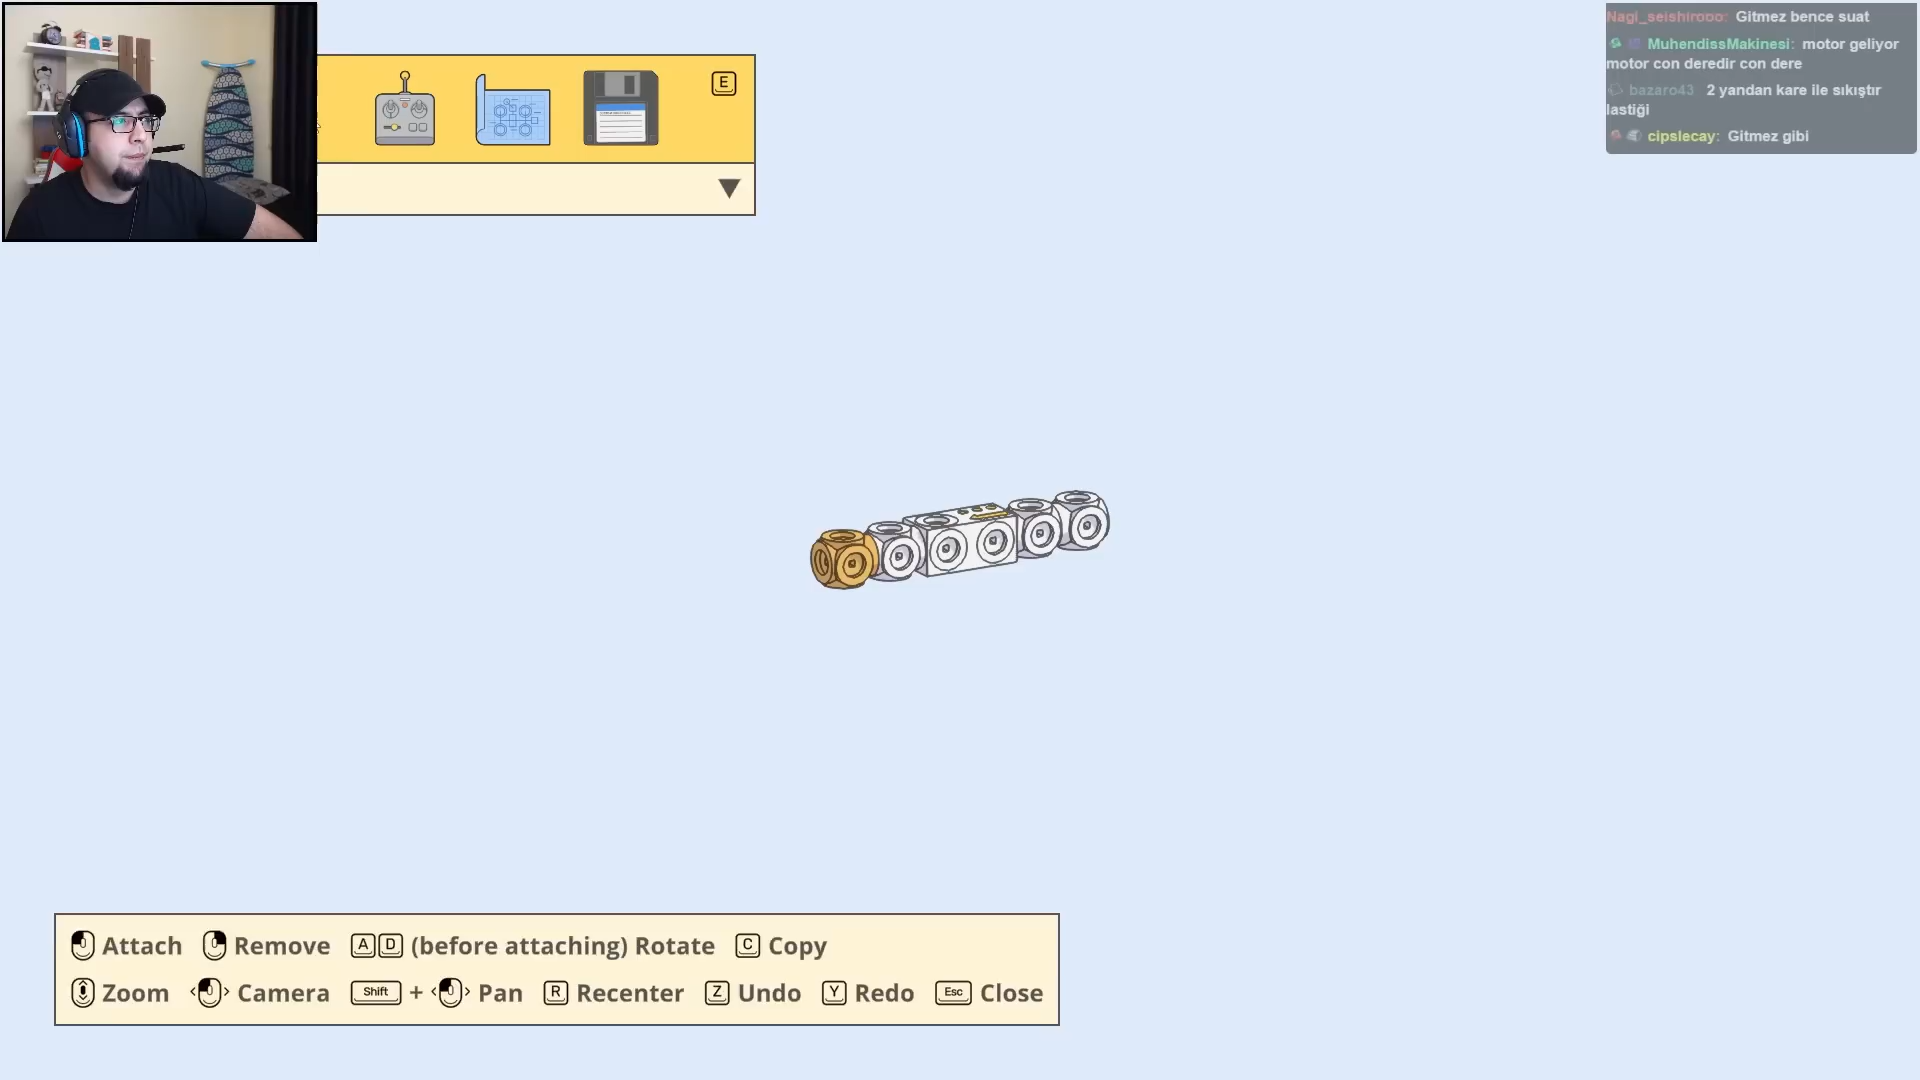 E
Nagi_seishirooo: Gitmez bence suat
MuhendissMakinesi: motor geliyor
motor con deredir con dere
bazaro43 2 yandan kare ile sıkıştır
lastiği
cipslecay: Gitmez gibi
Attach Remove A D (before attaching) Rotate C Copy
Zoom Camera Shift + Pan R Recenter Z Undo Y Redo Esc Close